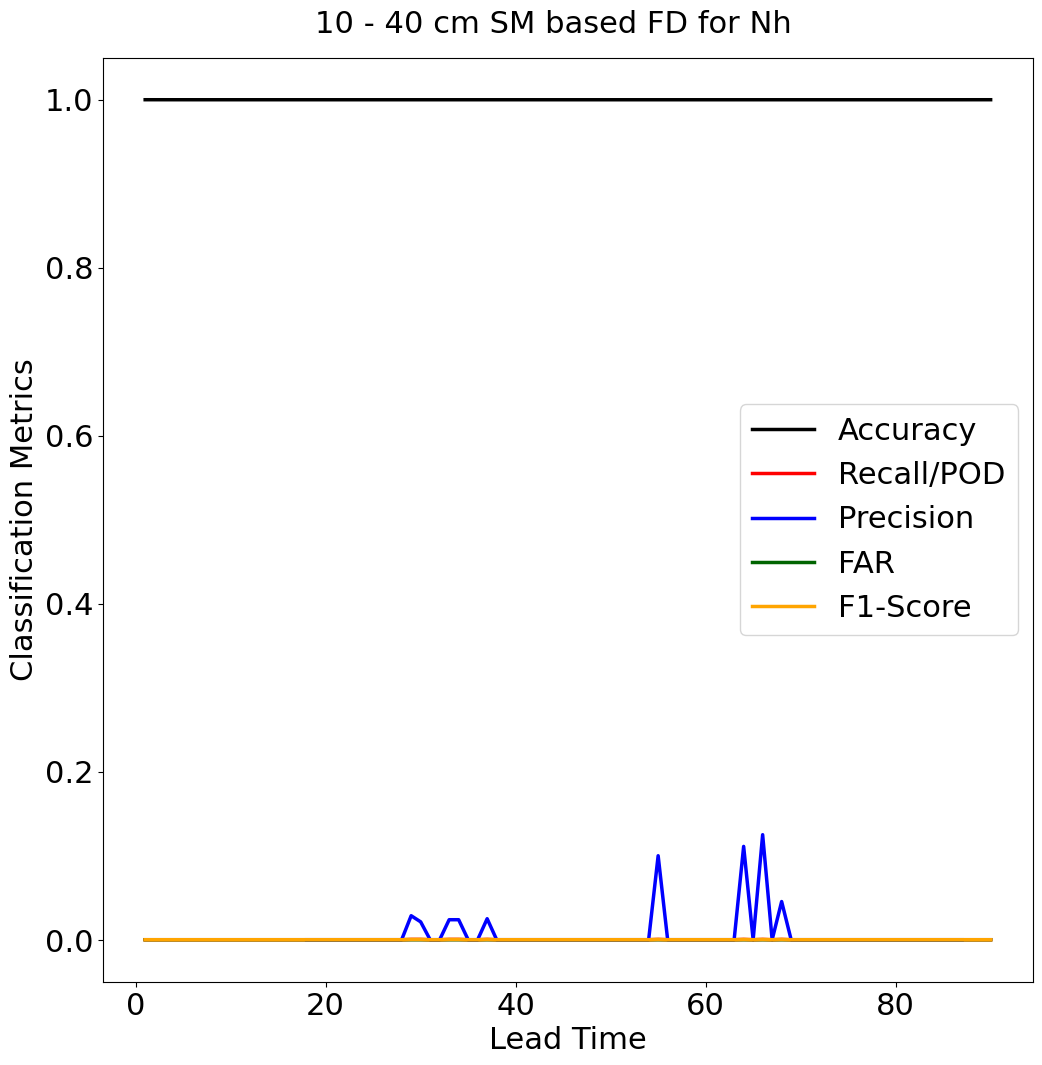 10 - 40 cm SM based FD for Nh
Classification Metrics
1.0
0.8
0.6
0.4
0.2
0.0
Accuracy
Recall/POD
Precision
FAR
F1-Score
0 20 40 60 80
Lead Time